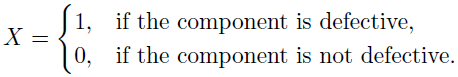 X = { 1, if the component is defective,
0, if the component is not defective.